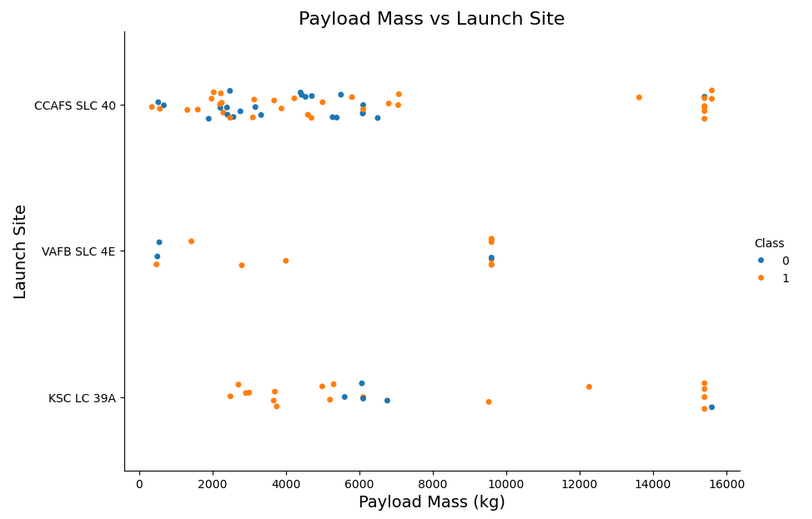 Payload Mass vs Launch Site
CCAFS SLC 40
VAFB SLC 4E
KSC LC 39A
Launch Site
0 2000 4000 6000 8000 10000 12000 14000 16000
Payload Mass (kg)
Class
0
1